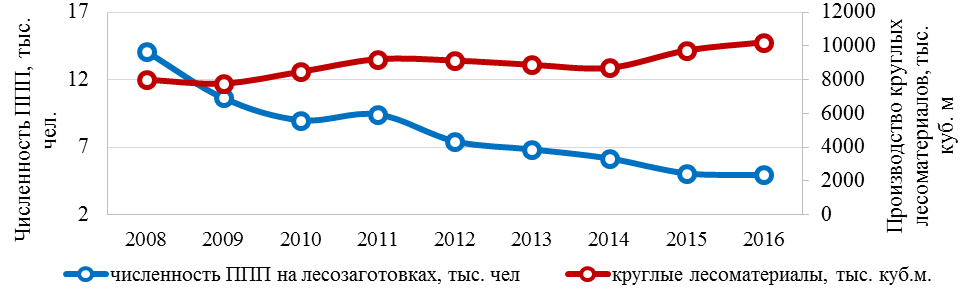 Численность ППП, тыс.
чел.
17
12
7
2
12000
10000
8000
6000
4000
2000
0
Производство круглых
лесоматериалов, тыс.
куб. м
2008 2009 2010 2011 2012 2013 2014 2015 2016
численность ППП на лесозаготовках, тыс. чел
круглые лесоматериалы, тыс. куб.м.